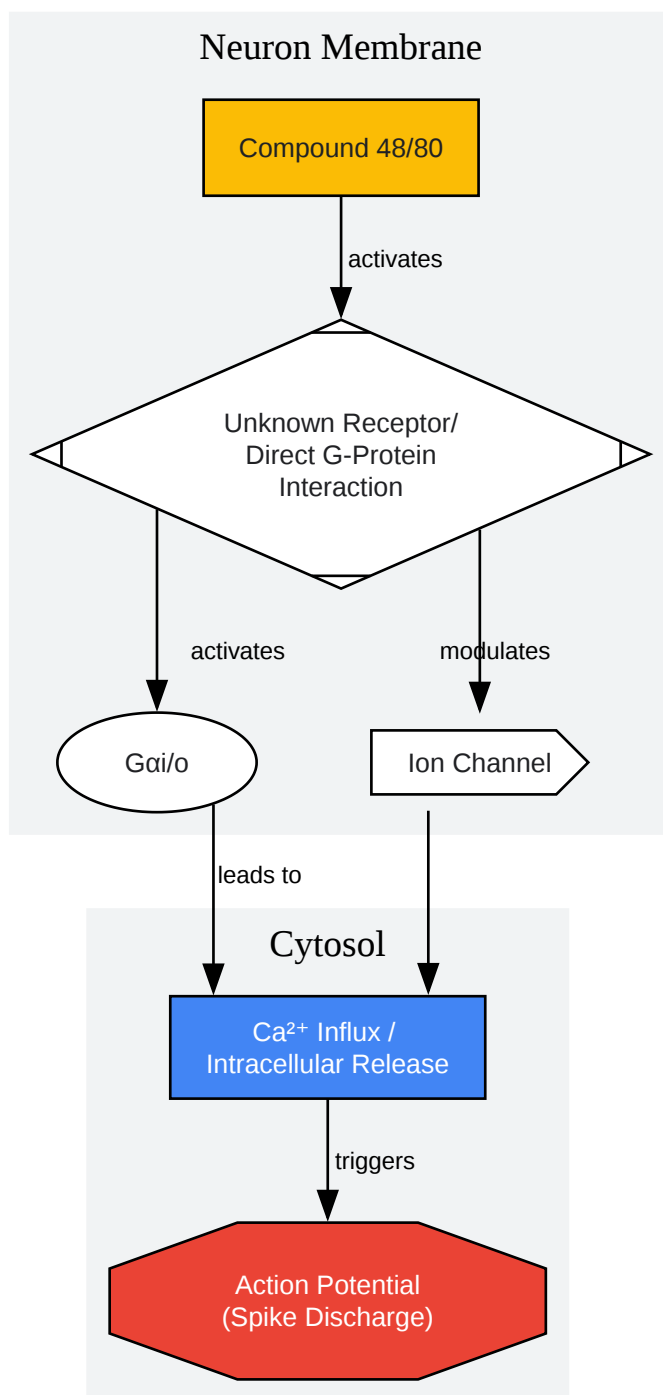 Neuron Membrane
Compound 48/80
activates
Unknown Receptor/
Direct G-Protein
Interaction
activates
modulates
Gαi/o
Ion Channel
leads to
Cytosol
Ca²⁺ Influx /
Intracellular Release
triggers
Action Potential
(Spike Discharge)